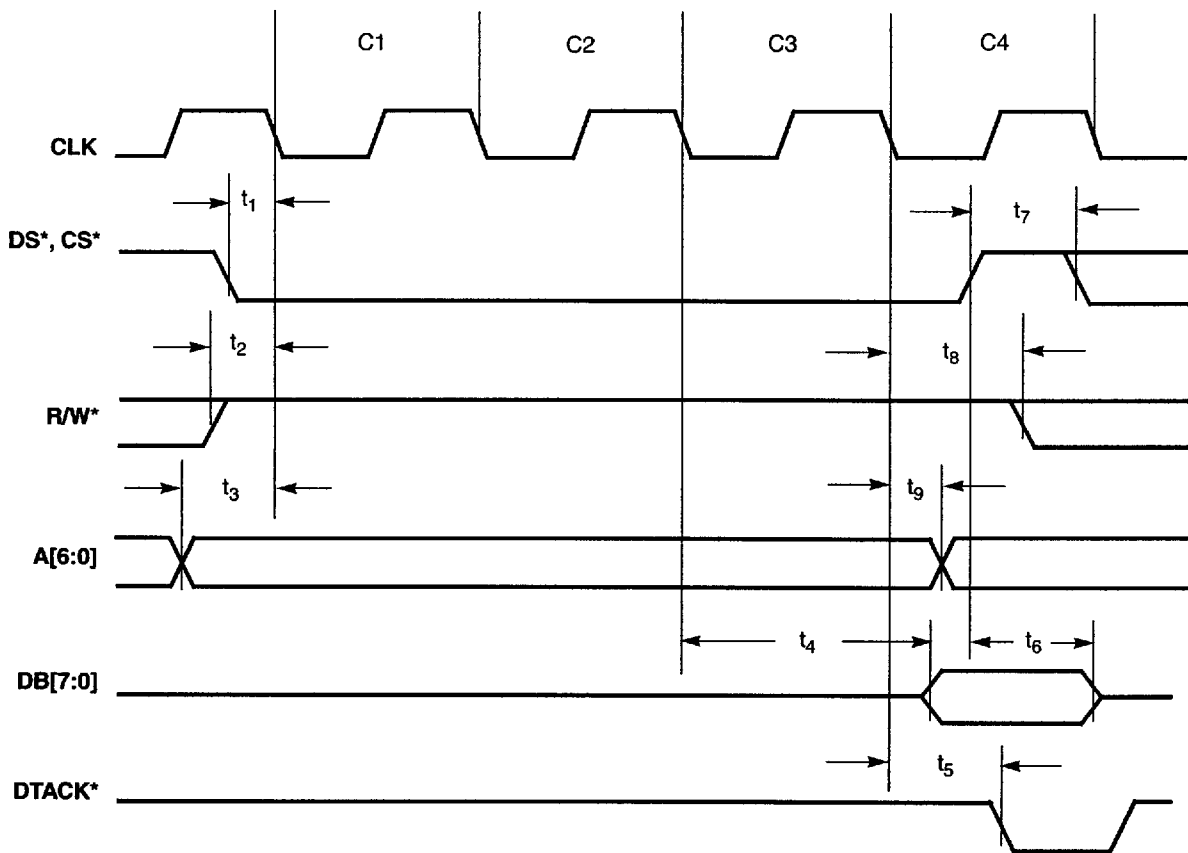 C1 C2 C3 C4
CLK
t1 t7
DS*, CS*
t2 t8
R/W*
t3 t9
A[6:0]
t4 t6
DB[7:0]
t5
DTACK*